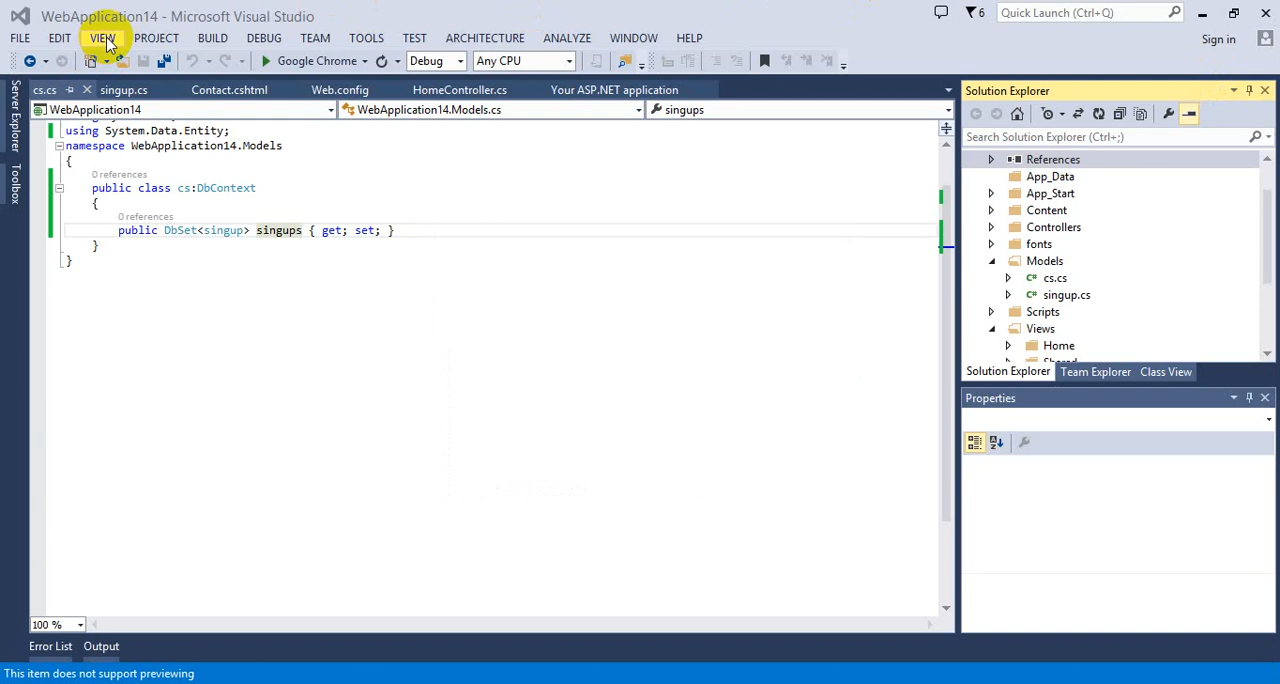 WebApplication14 - Microsoft Visual Studio
6
Quick Launch (Ctrl+Q)
FILE EDIT VIEW PROJECT BUILD DEBUG TEAM TOOLS TEST ARCHITECTURE ANALYZE WINDOW HELP
Sign in
Google Chrome
Debug
Any CPU
Server Explorer
Toolbox
cs.cs singup.cs Contact.cshtml Web.config HomeController.cs Your ASP.NET application
WebApplication14 WebApplication14.Models.cs singups
using System.Data.Entity;
namespace WebApplication14.Models
{
0 references
public class cs:DbContext
{
0 references
public DbSet<singup> singups { get; set; }
}
}
100 %
Solution Explorer
Search Solution Explorer (Ctrl+;)
References
App_Data
App_Start
Content
Controllers
fonts
Models
cs.cs
singup.cs
Scripts
Views
Home
Shared
Solution Explorer Team Explorer Class View
Properties
Error List Output
This item does not support previewing